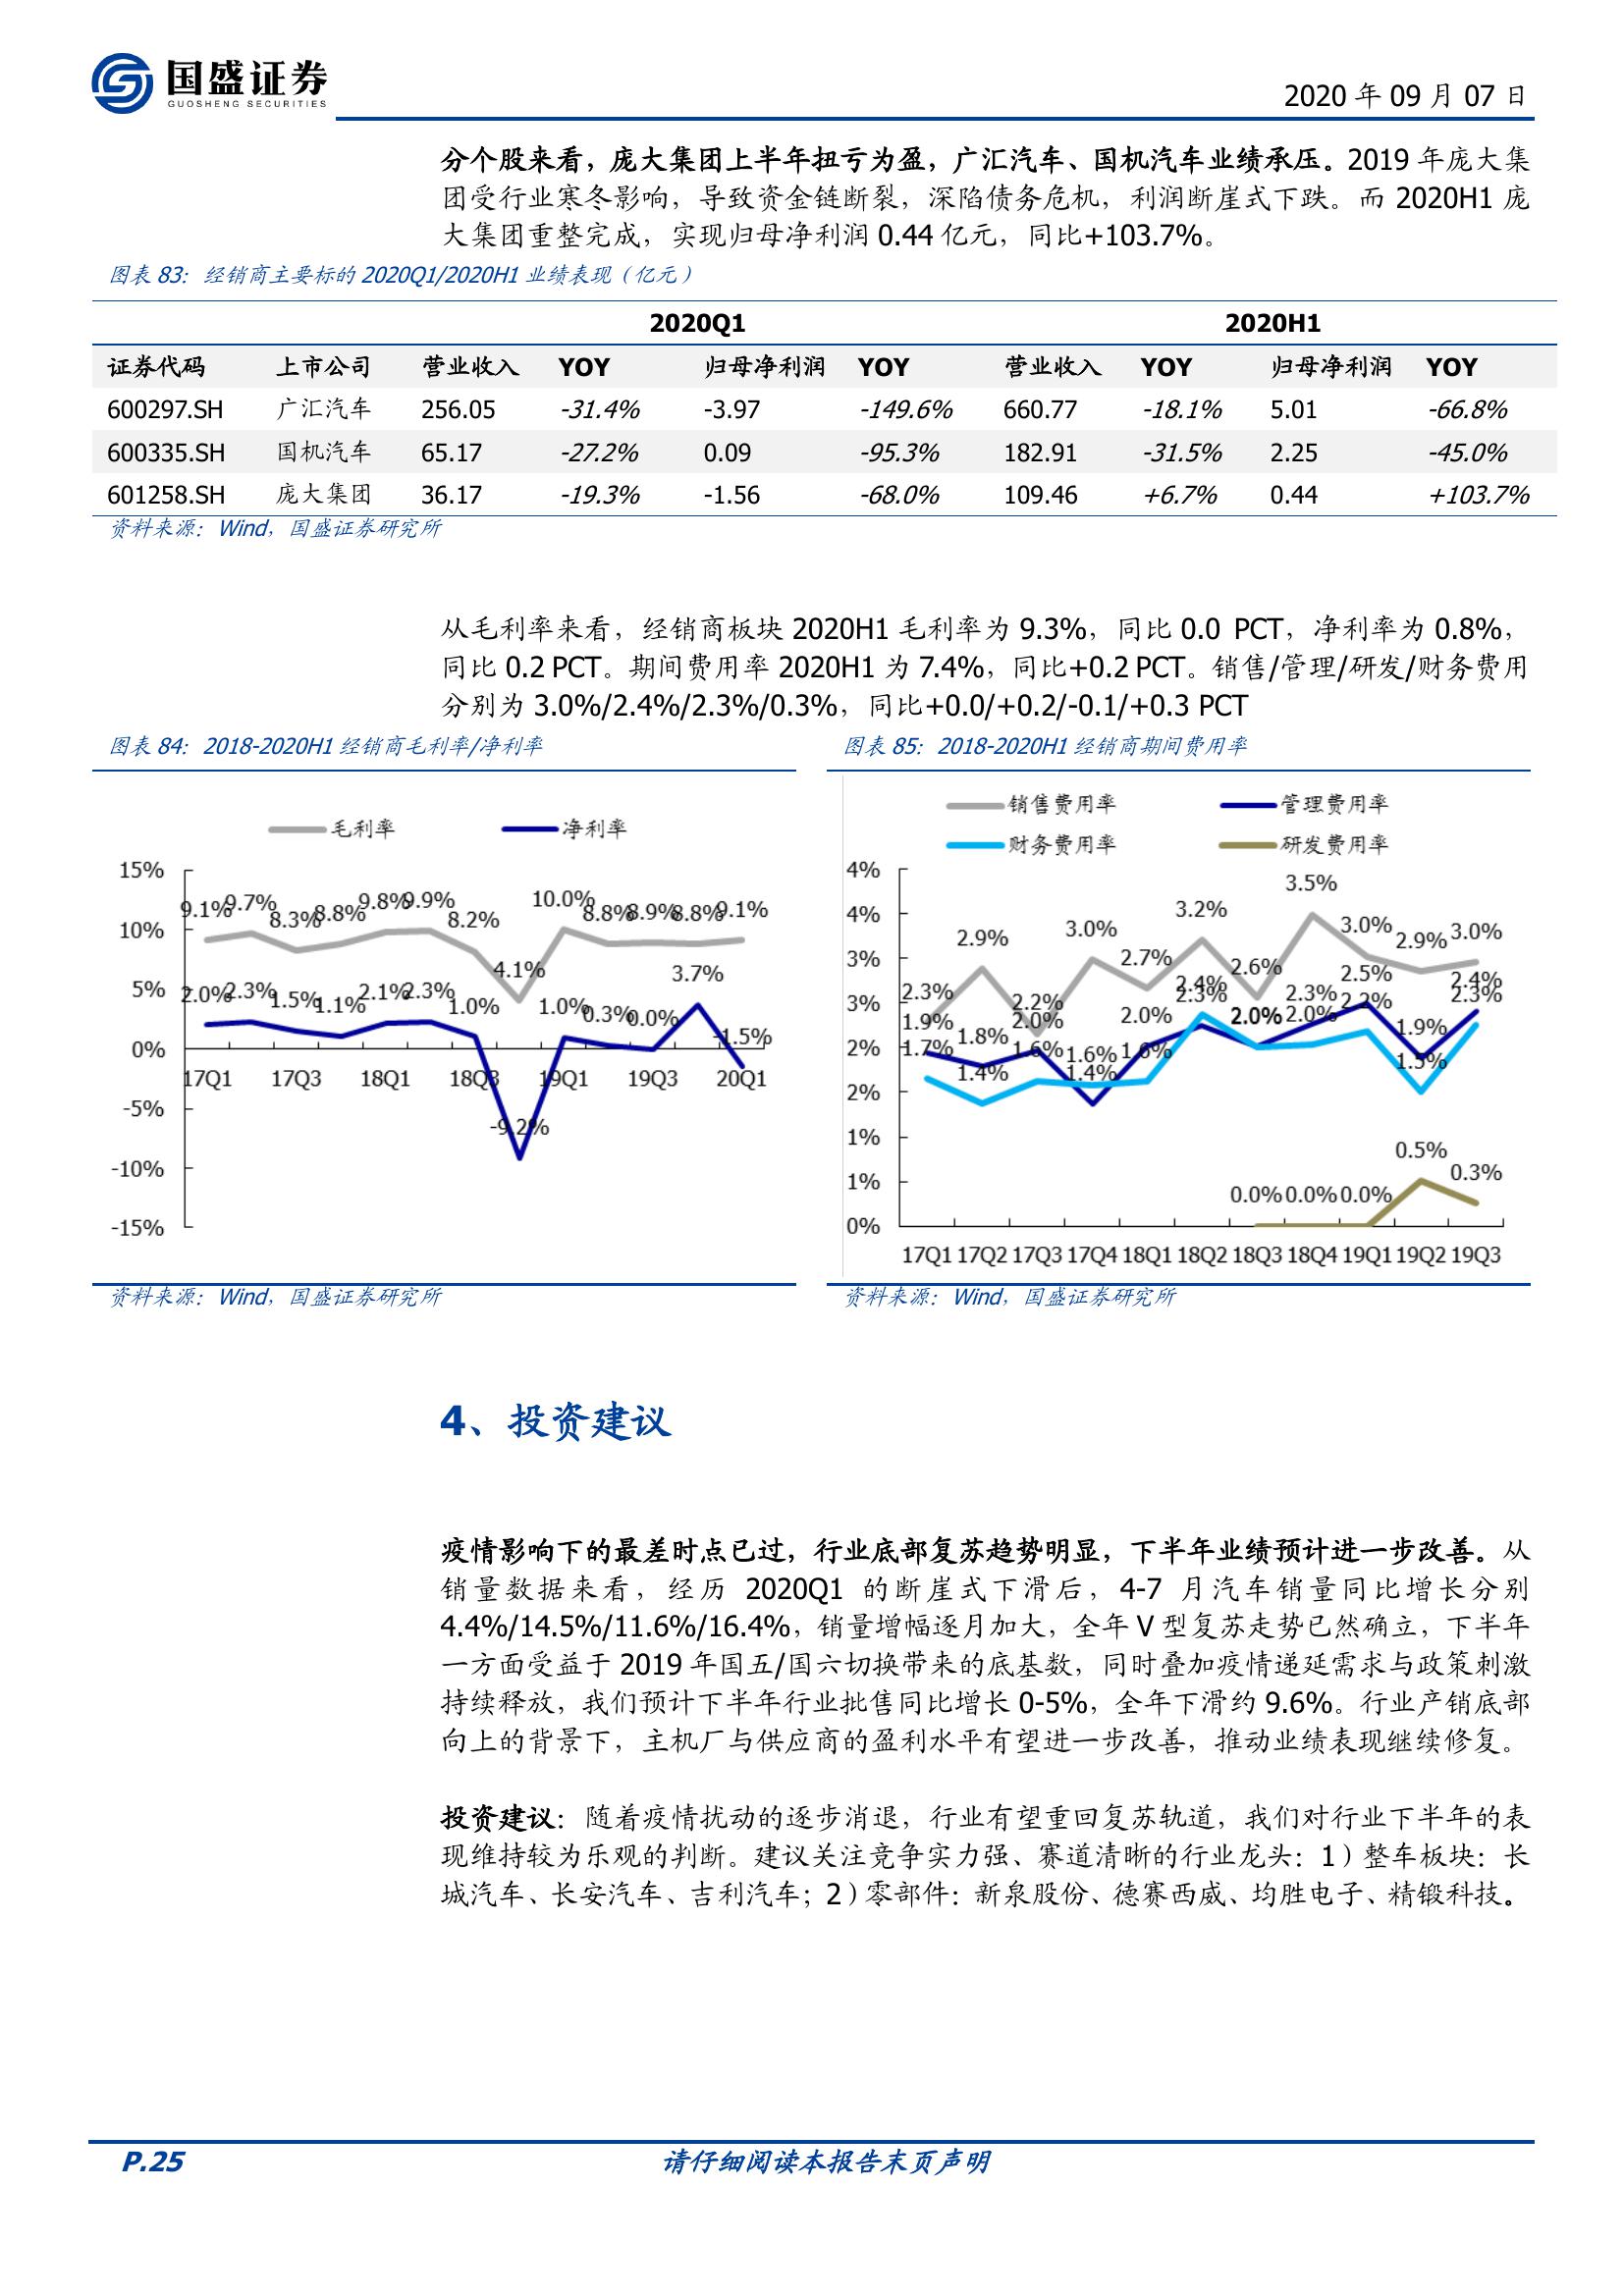 国盛证券
GUOSHENG SECURITIES
2020 年 09 月 07 日
分个股来看，庞大集团上半年扭亏为盈，广汇汽车、国机汽车业绩承压。2019 年庞大集
团受行业寒冬影响，导致资金链断裂，深陷债务危机，利润断崖式下跌。而 2020H1 庞
大集团重整完成，实现归母净利润 0.44 亿元，同比+103.7%。
图表 83：经销商主要标的 2020Q1/2020H1 业绩表现（亿元）
2020Q1 2020H1
证券代码 上市公司 营业收入 YOY 归母净利润 YOY 营业收入 YOY 归母净利润 YOY
600297.SH 广汇汽车 256.05 -31.4% -3.97 -149.6% 660.77 -18.1% 5.01 -66.8%
600335.SH 国机汽车 65.17 -27.2% 0.09 -95.3% 182.91 -31.5% 2.25 -45.0%
601258.SH 庞大集团 36.17 -19.3% -1.56 -68.0% 109.46 +6.7% 0.44 +103.7%
资料来源：Wind，国盛证券研究所
从毛利率来看，经销商板块 2020H1 毛利率为 9.3%，同比 0.0 PCT，净利率为 0.8%，
同比 0.2 PCT。期间费用率 2020H1 为 7.4%，同比+0.2 PCT。销售/管理/研发/财务费用
分别为 3.0%/2.4%/2.3%/0.3%，同比+0.0/+0.2/-0.1/+0.3 PCT
图表 84：2018-2020H1 经销商毛利率/净利率
毛利率 净利率
15%
10%
5%
0%
-5%
-10%
-15%
9.1% 9.7% 8.3% 8.8% 9.8% 9.9% 8.2% 4.1% 10.0% 8.8% 8.9% 8.8% 9.1%
2.0% 2.3% 1.5% 1.1% 2.1% 2.3% 1.0% -9.2% 1.0% 0.3% 0.0% 3.7% -1.5%
17Q1 17Q3 18Q1 18Q3 19Q1 19Q3 20Q1
资料来源：Wind，国盛证券研究所
图表 85：2018-2020H1 经销商期间费用率
销售费用率 管理费用率
财务费用率 研发费用率
4%
4%
3%
3%
2%
2%
1%
1%
0%
2.3% 2.9% 2.2% 3.0% 2.7% 3.2% 2.6% 3.5% 3.0% 2.9% 3.0%
1.9% 1.8% 2.0% 1.4% 2.0% 2.3% 2.0% 2.3% 2.5% 1.9% 2.4%
1.7% 1.4% 1.6% 1.6% 1.6% 2.4% 2.0% 2.0% 2.2% 1.5% 2.3%
0.0% 0.0% 0.0% 0.5% 0.3%
17Q1 17Q2 17Q3 17Q4 18Q1 18Q2 18Q3 18Q4 19Q1 19Q2 19Q3
资料来源：Wind，国盛证券研究所
4、投资建议
疫情影响下的最差时点已过，行业底部复苏趋势明显，下半年业绩预计进一步改善。从
销量数据来看，经历 2020Q1 的断崖式下滑后，4-7 月汽车销量同比增长分别
4.4%/14.5%/11.6%/16.4%，销量增幅逐月加大，全年 V 型复苏走势已然确立，下半年
一方面受益于 2019 年国五/国六切换带来的底基数，同时叠加疫情递延需求与政策刺激
持续释放，我们预计下半年行业批售同比增长 0-5%，全年下滑约 9.6%。行业产销底部
向上的背景下，主机厂与供应商的盈利水平有望进一步改善，推动业绩表现继续修复。
投资建议：随着疫情扰动的逐步消退，行业有望重回复苏轨道，我们对行业下半年的表
现维持较为乐观的判断。建议关注竞争实力强、赛道清晰的行业龙头：1）整车板块：长
城汽车、长安汽车、吉利汽车；2）零部件：新泉股份、德赛西威、均胜电子、精锻科技。
P.25 请仔细阅读本报告末页声明